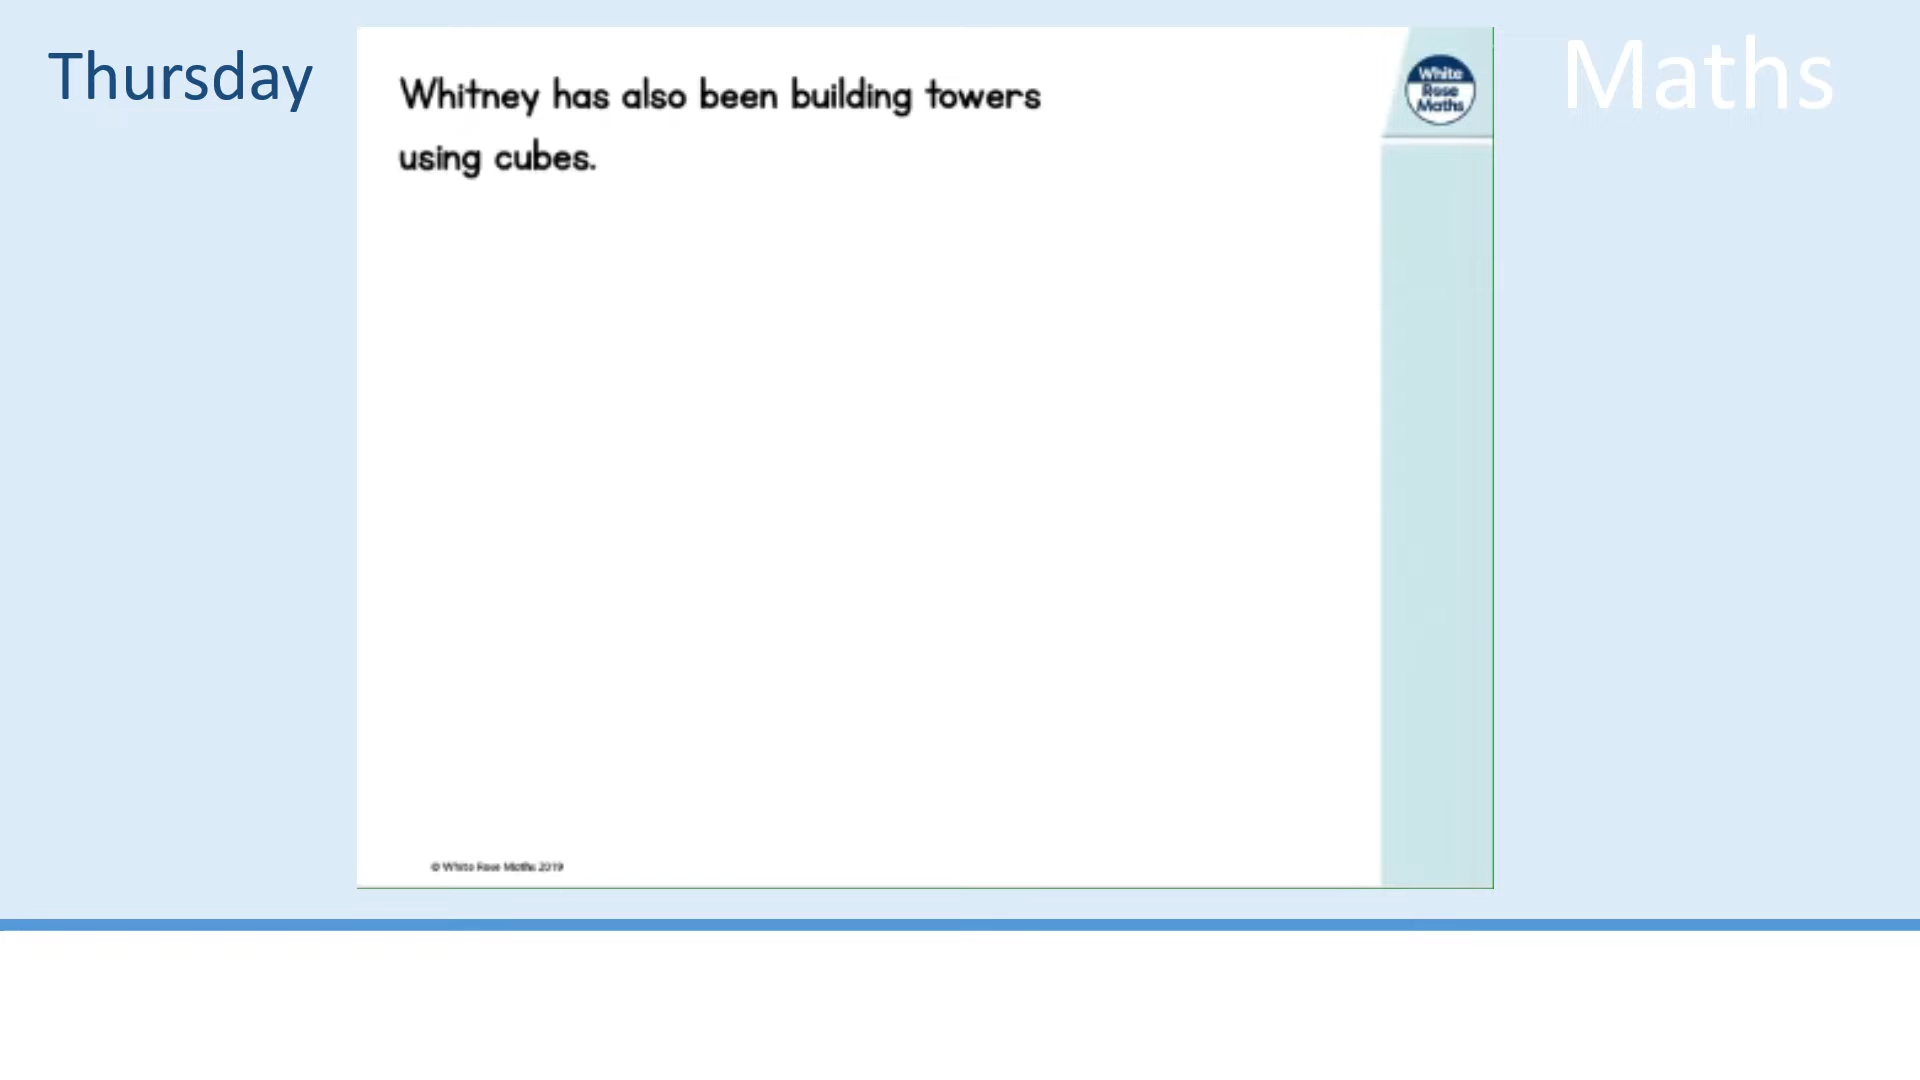 Thursday
Maths
Whitney has also been building towers
using cubes.
White
Rose
Maths
© White Rose Maths 2019